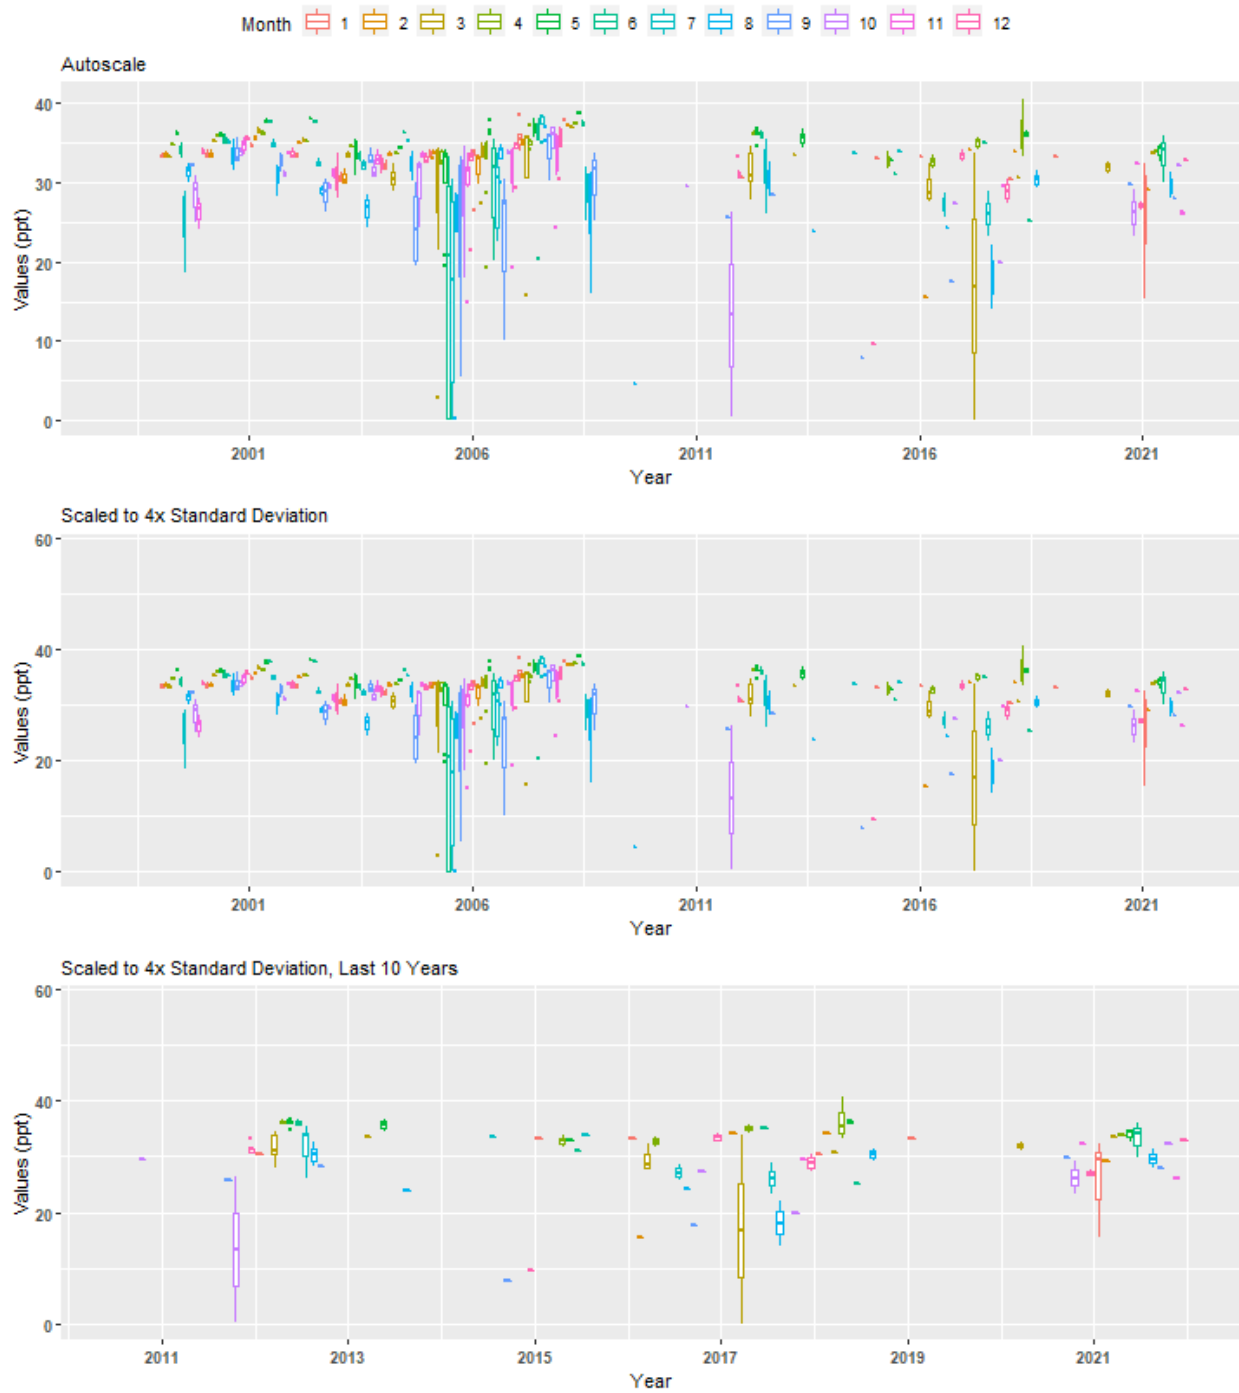 Month 1 2 3 4 5 6 7 8 9 10 11 12
Autoscale
40
30
20
10
0
Values (ppt)
2001 2006 2011 2016 2021
Year
Scaled to 4x Standard Deviation
60
40
20
0
Values (ppt)
2001 2006 2011 2016 2021
Year
Scaled to 4x Standard Deviation, Last 10 Years
60
40
20
0
Values (ppt)
2011 2013 2015 2017 2019 2021
Year